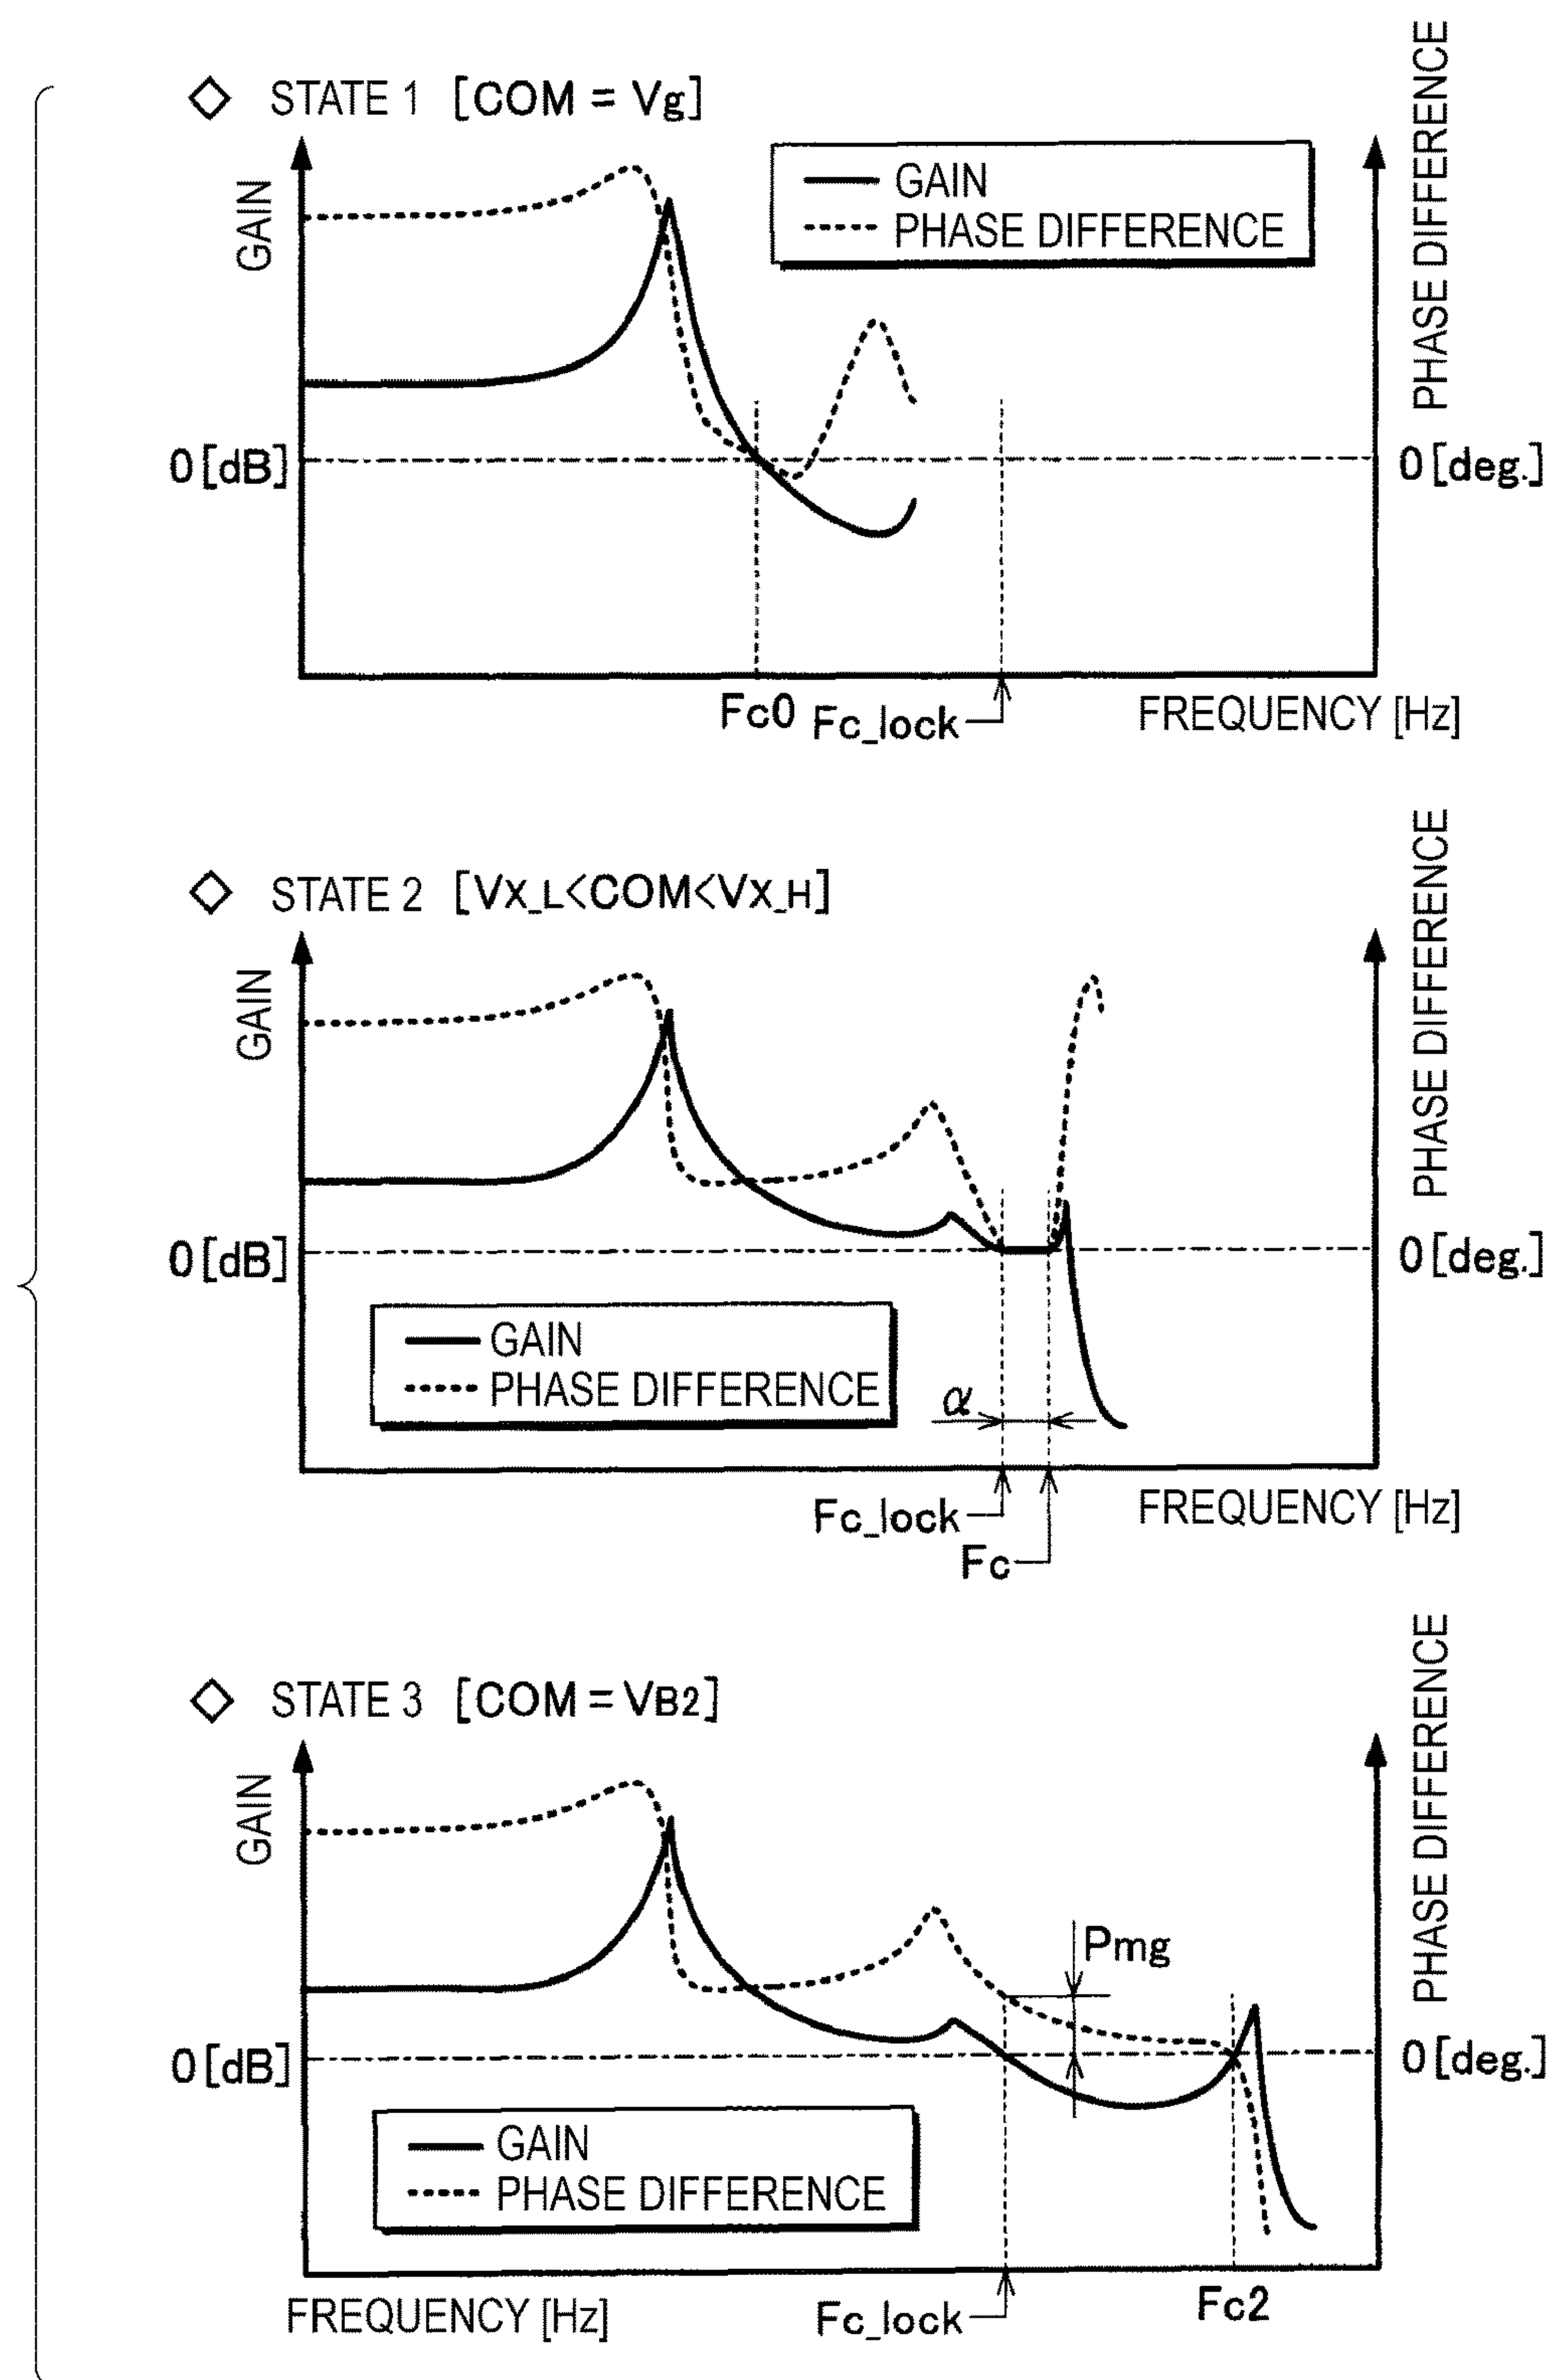 ◇ STATE 1 [COM = Vg]
GAIN
PHASE DIFFERENCE
GAIN
PHASE DIFFERENCE
0 [dB]
0 [deg.]
Fc0
Fc_lock
FREQUENCY [Hz]
◇ STATE 2 [VX_L<COM<VX_H]
GAIN
PHASE DIFFERENCE
0 [dB]
0 [deg.]
GAIN
PHASE DIFFERENCE
α
Fc_lock
Fc
FREQUENCY [Hz]
◇ STATE 3 [COM = VB2]
GAIN
PHASE DIFFERENCE
Pmg
0 [dB]
0 [deg.]
GAIN
PHASE DIFFERENCE
FREQUENCY [Hz]
Fc_lock
Fc2